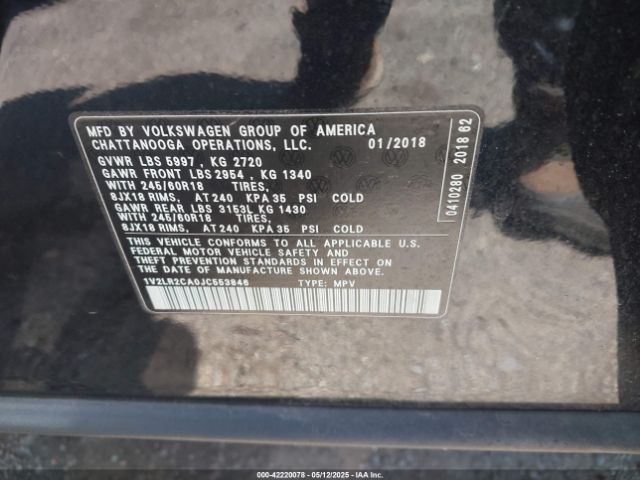 MFD BY VOLKSWAGEN GROUP OF AMERICA
CHATTANOOGA OPERATIONS, LLC. 01/2018
GVWR LBS 5997 , KG 2720
GAWR FRONT LBS 2954 , KG 1340
WITH 245/60R18 TIRES,
8JX18 RIMS, AT 240 KPA 35 PSI COLD
GAWR REAR LBS 3153L KG 1430
WITH 245/60R18 TIRES,
8JX18 RIMS, AT 240 KPA 35 PSI COLD
THIS VEHICLE CONFORMS TO ALL APPLICABLE U.S.
FEDERAL MOTOR VEHICLE SAFETY AND
THEFT PREVENTION STANDARDS IN EFFECT ON THE
DATE OF MANUFACTURE SHOWN ABOVE.
1V2LR2CA0JC553846 TYPE: MPV
0410280 2018 62
000-42220078 - 05/12/2025 - © IAA Inc.